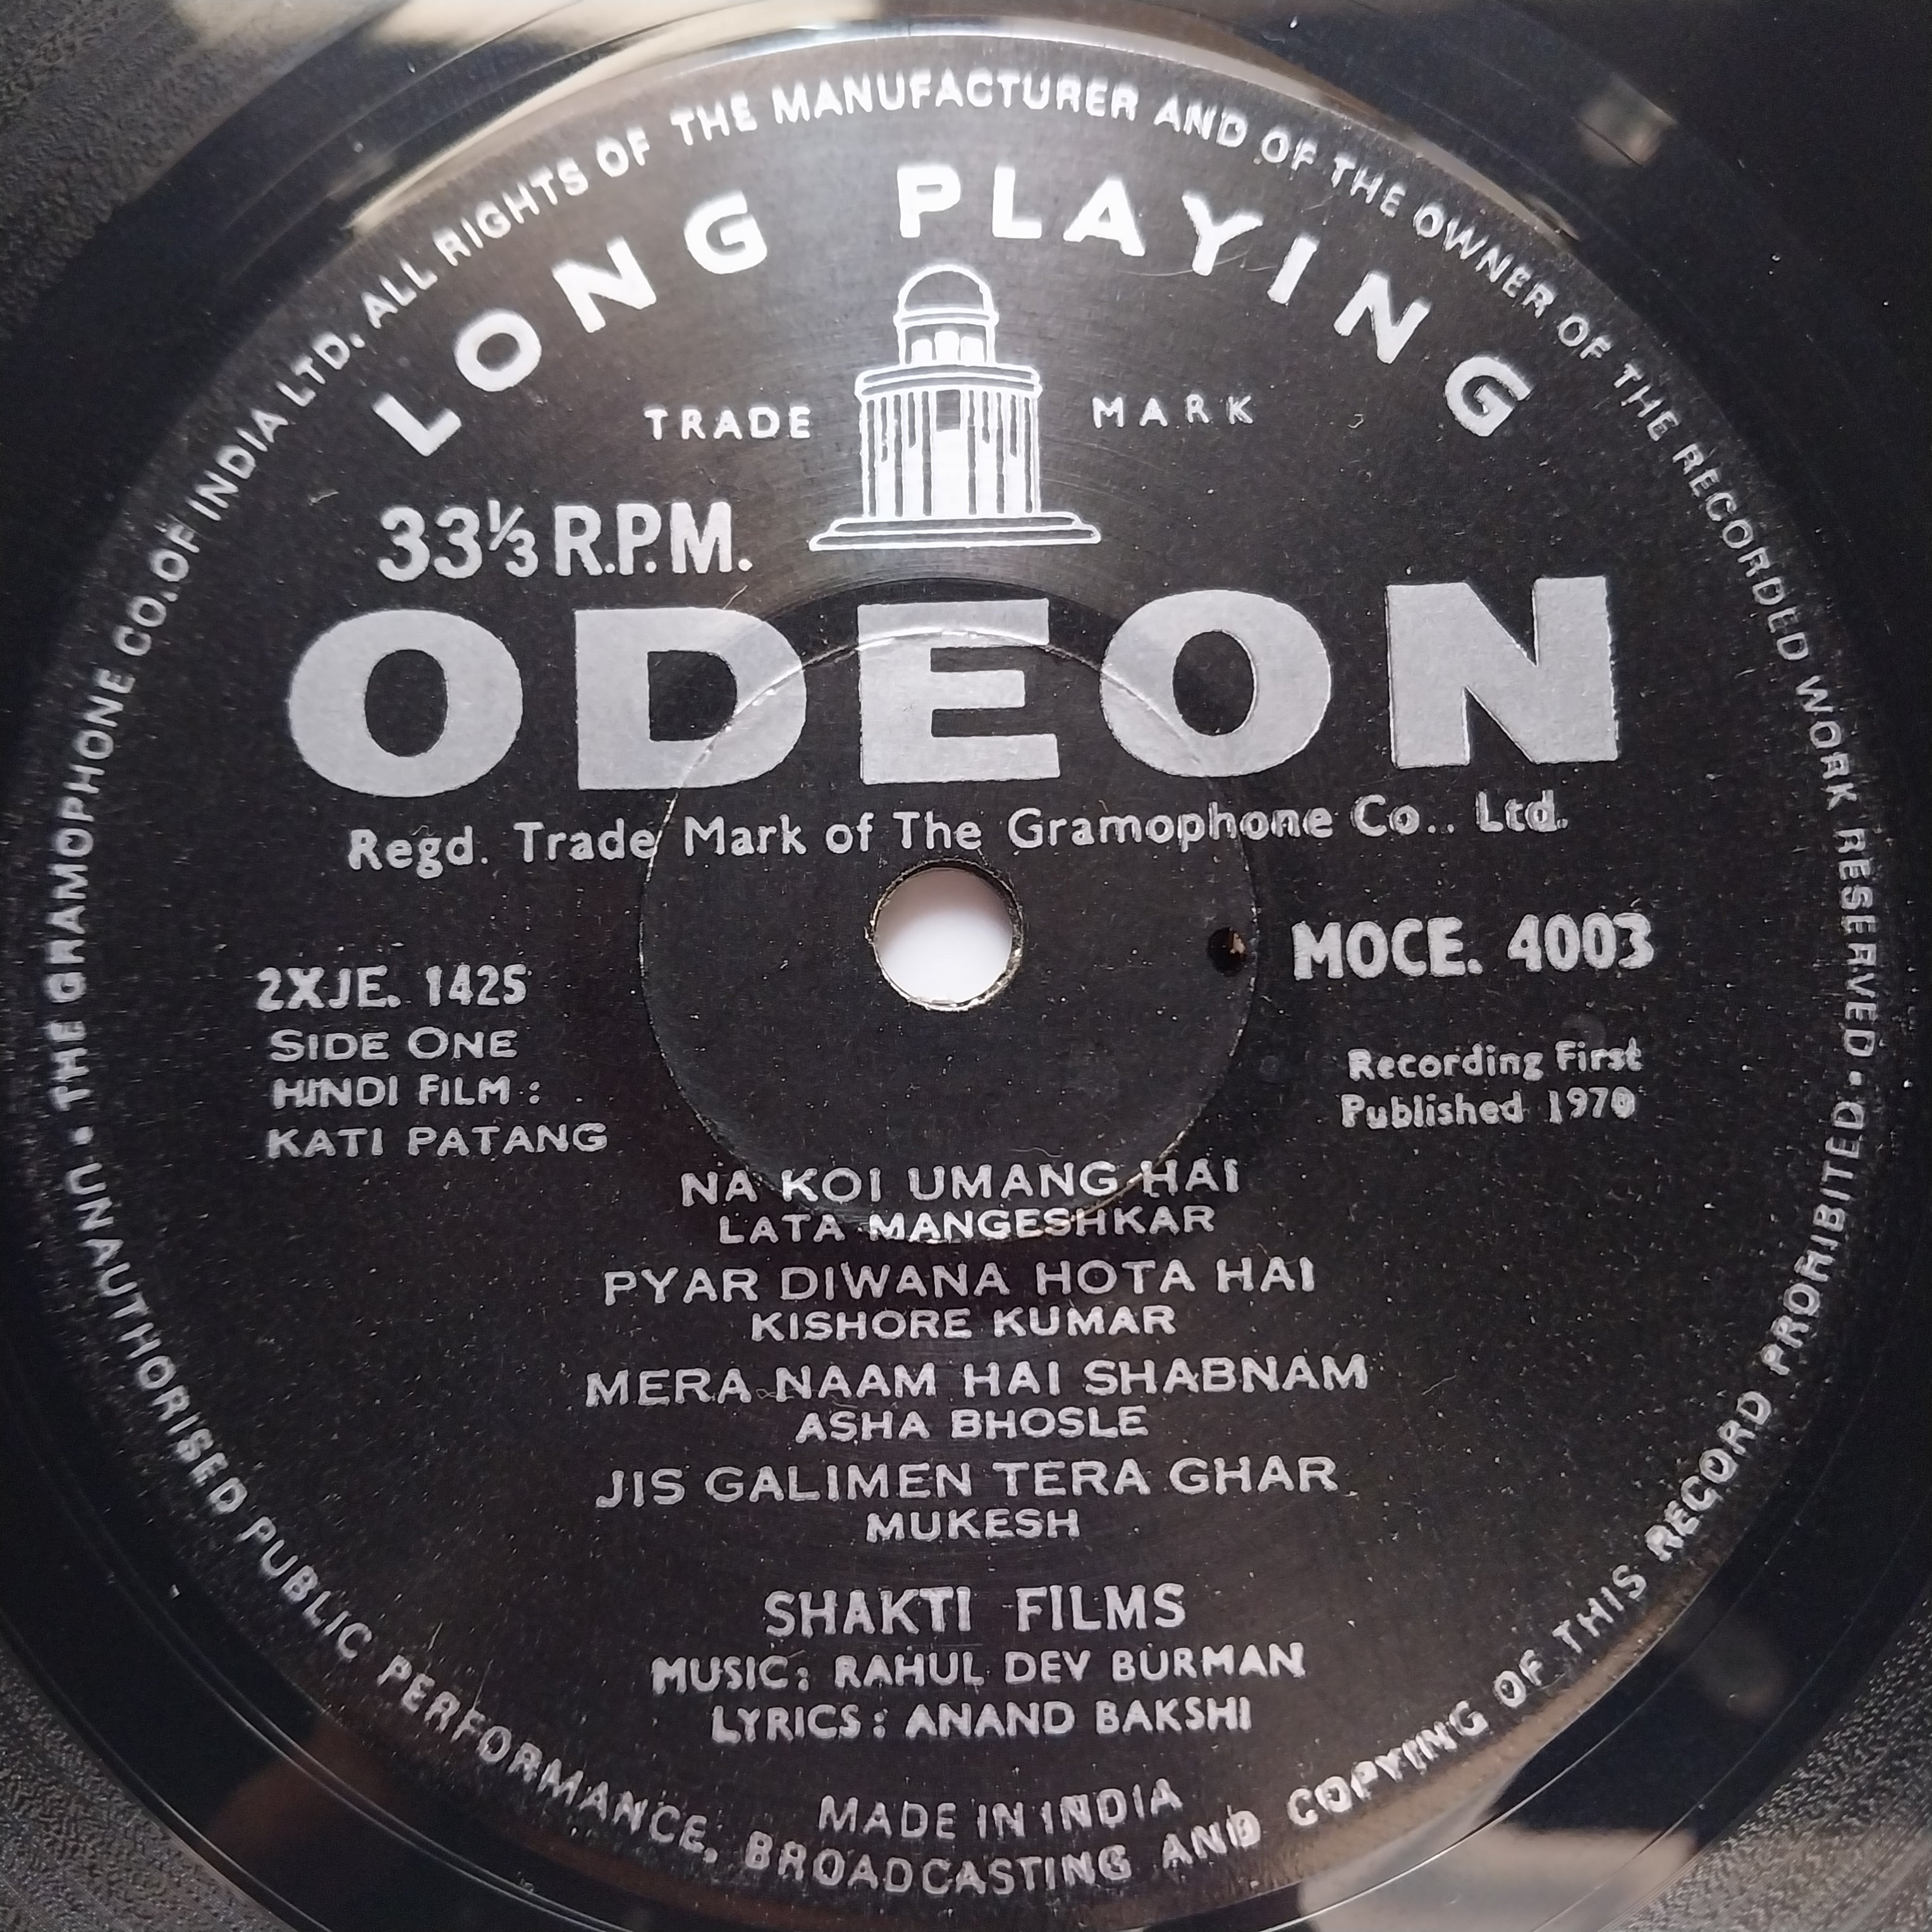 THE GRAMOPHONE CO. OF INDIA LTD. ALL RIGHTS OF THE MANUFACTURER AND OF THE OWNER OF THE RECORDED WORK RESERVED •
LONG PLAYING
TRADE MARK
33⅓ R.P.M.
ODEON
Regd. Trade Mark of The Gramophone Co.. Ltd.
MOCE. 4003
2XJE. 1425
SIDE ONE
HINDI FILM :
KATI PATANG
Recording First
Published 1970
NA KOI UMANG HAI
LATA MANGESHKAR
PYAR DIWANA HOTA HAI
KISHORE KUMAR
MERA NAAM HAI SHABNAM
ASHA BHOSLE
JIS GALIMEN TERA GHAR
MUKESH
SHAKTI FILMS
MUSIC: RAHUL DEV BURMAN
LYRICS: ANAND BAKSHI
MADE IN INDIA
UNAUTHORISED PUBLIC PERFORMANCE, BROADCASTING AND COPYING OF THIS RECORD PROHIBITED •